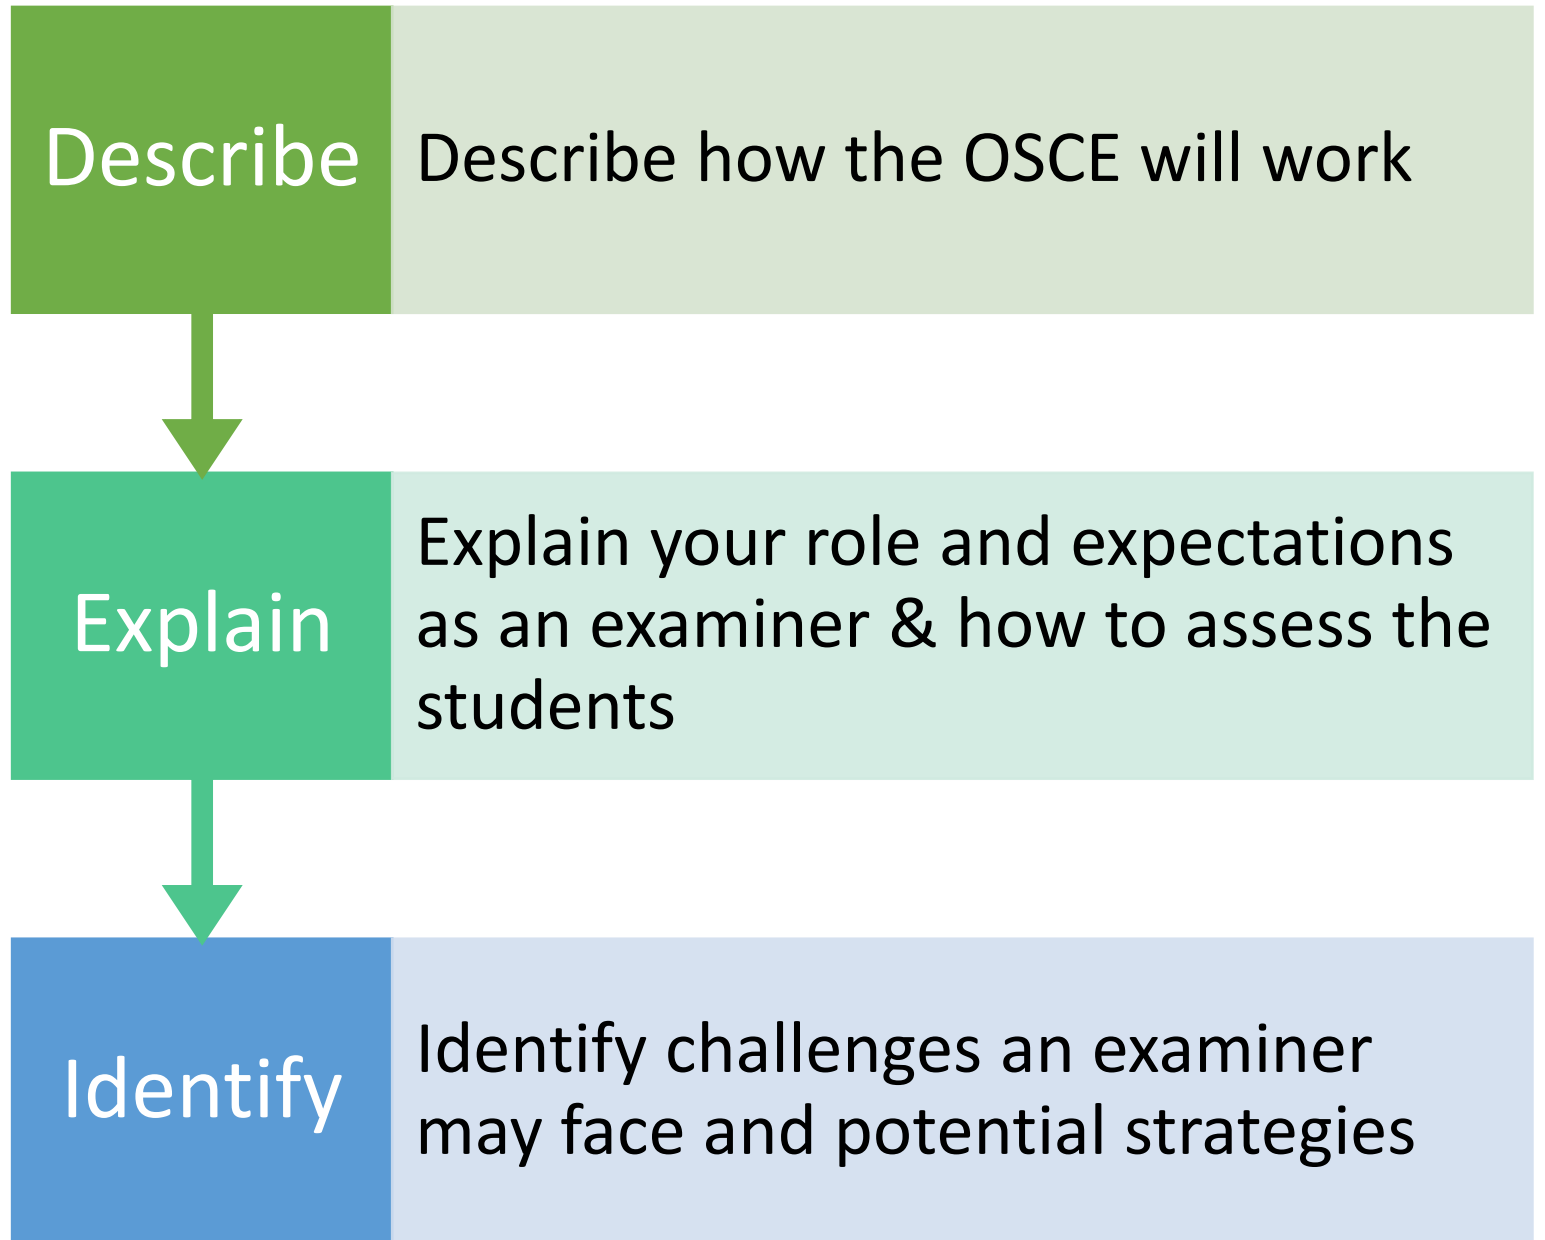 Describe
Describe how the OSCE will work
Explain
Explain your role and expectations
as an examiner & how to assess the
students
Identify
Identify challenges an examiner
may face and potential strategies